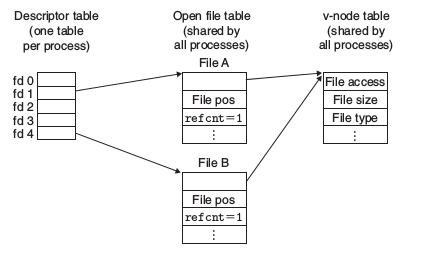 Descriptor table
(one table
per process)
Open file table
(shared by
all processes)
v-node table
(shared by
all processes)
fd 0
fd 1
fd 2
fd 3
fd 4
File A
File pos
refcnt=1
⋮
File B
File pos
refcnt=1
⋮
File access
File size
File type
⋮